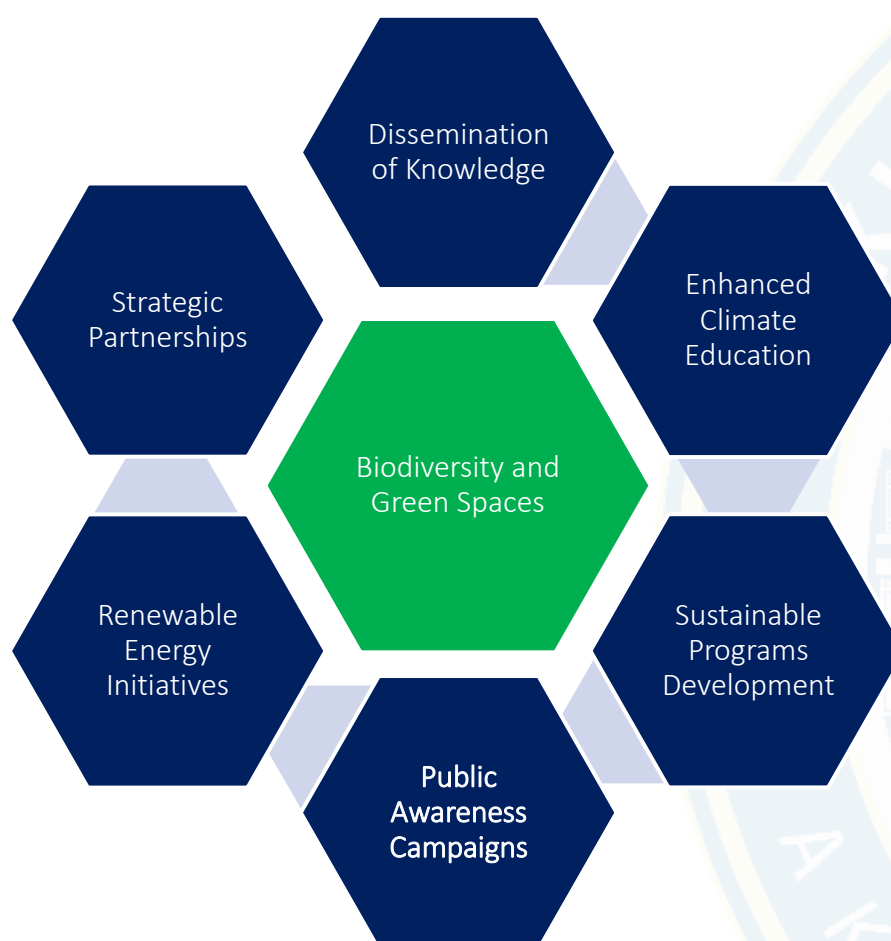 Dissemination
of Knowledge
Enhanced
Climate
Education
Sustainable
Programs
Development
Public
Awareness
Campaigns
Renewable
Energy
Initiatives
Strategic
Partnerships
Biodiversity and
Green Spaces